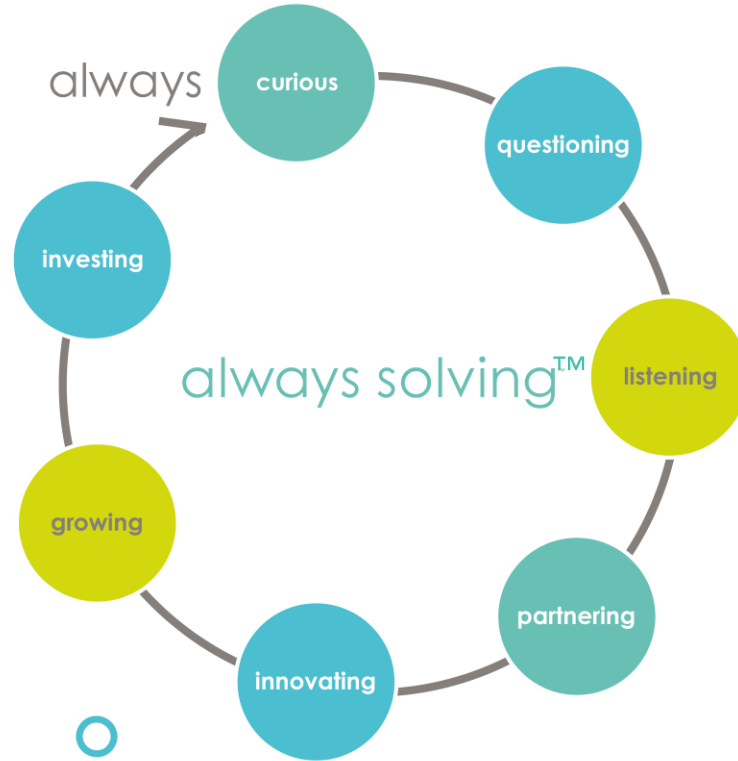 always
curious
questioning
listening
partnering
innovating
growing
investing
always solving™